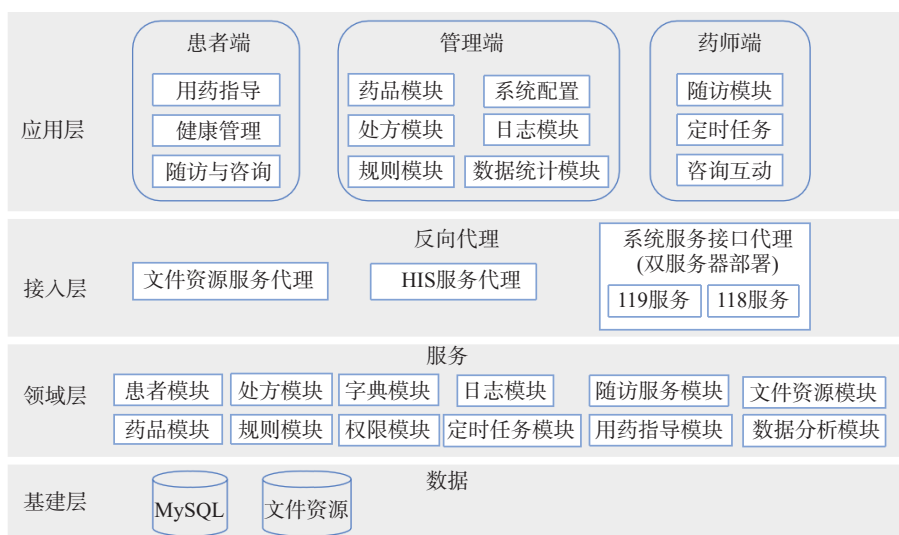 患者端 管理端 药师端
用药指导 药品模块 系统配置 随访模块
应用层 健康管理 处方模块 日志模块 定时任务
随访与咨询 规则模块 数据统计模块 咨询互动
反向代理 系统服务接口代理
(双服务器部署)
接入层 文件资源服务代理 HIS服务代理
119服务 118服务
服务
领域层 患者模块 处方模块 字典模块 日志模块 随访服务模块 文件资源模块
药品模块 规则模块 权限模块 定时任务模块 用药指导模块 数据分析模块
数据
基建层 MySQL 文件资源